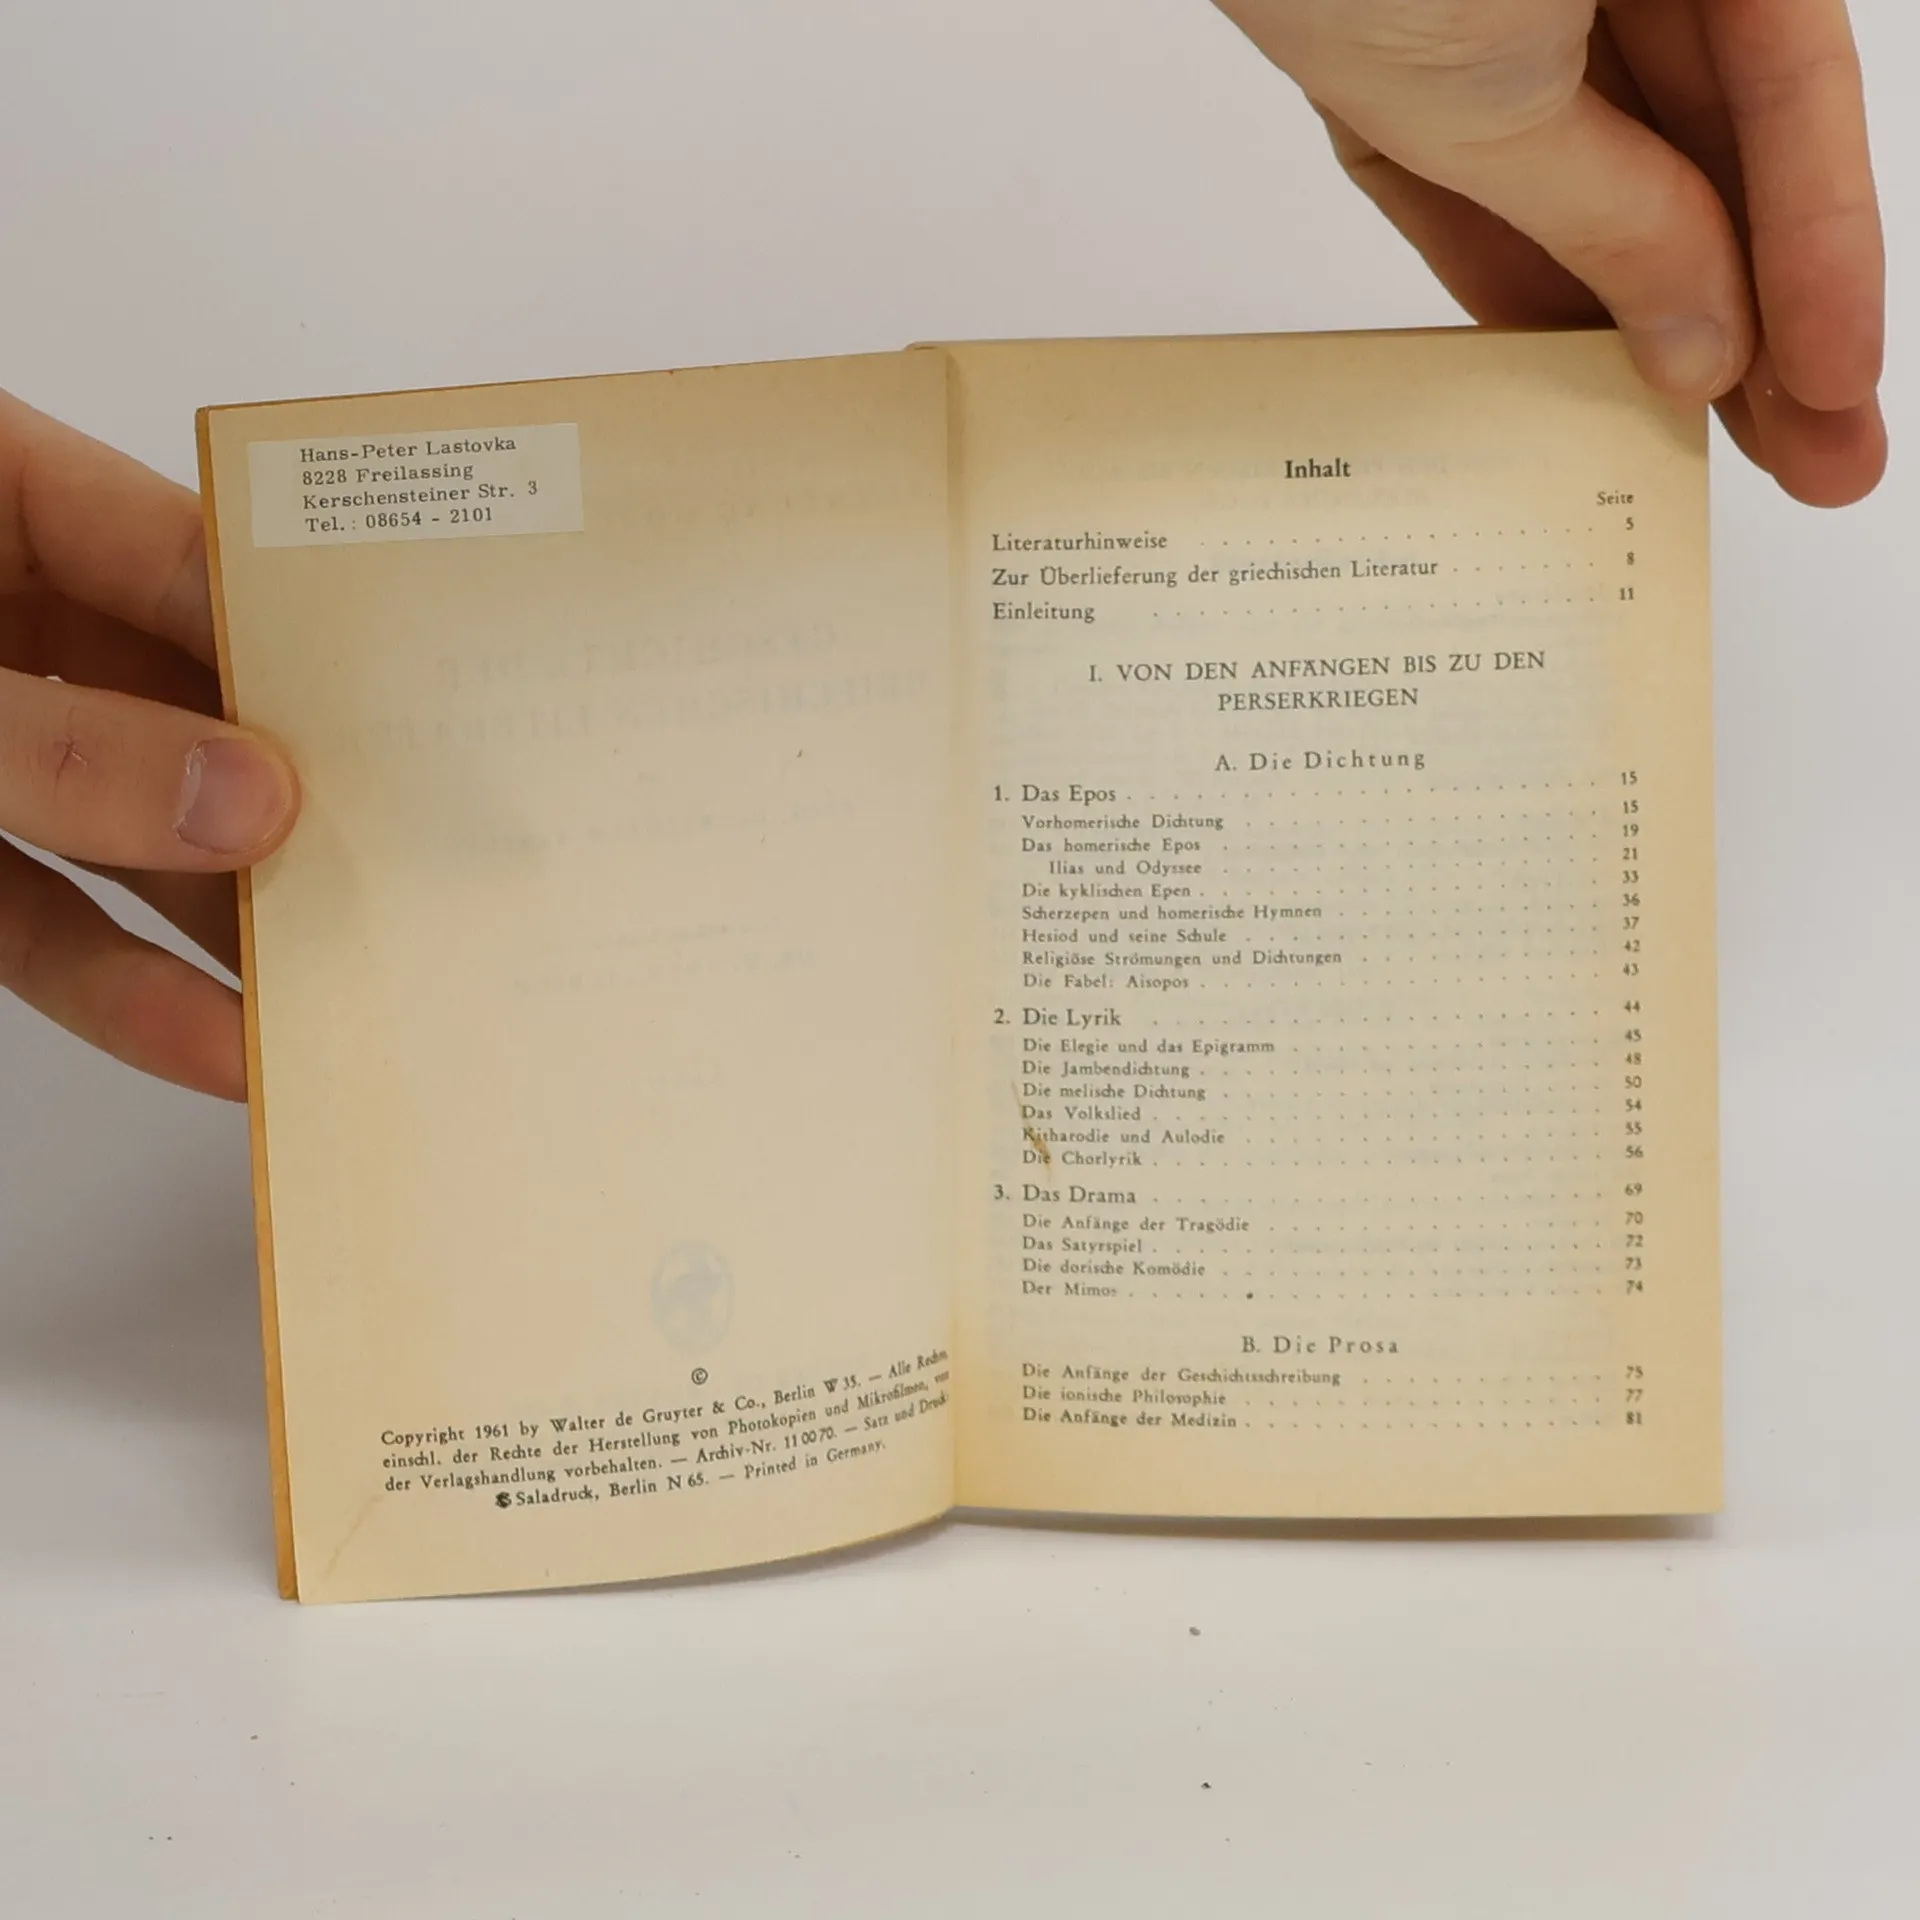 Hans-Peter Lastovka
8228 Freilassing
Kerschensteiner Str. 3
Tel.: 08654 - 2101
©
Copyright 1961 by Walter de Gruyter & Co., Berlin W 35. — Alle Rechte,
einschl. der Rechte der Herstellung von Photokopien und Mikrofilmen, von
der Verlagshandlung vorbehalten. — Archiv-Nr. 11 00 70. — Satz und Druck:
Saladruck, Berlin N 65. — Printed in Germany.
Inhalt
Seite
Literaturhinweise . . . . . . . . . . . . . . . . . . 5
Zur Überlieferung der griechischen Literatur . . . . . . . 8
Einleitung . . . . . . . . . . . . . . . . . . . . 11
I. VON DEN ANFÄNGEN BIS ZU DEN
PERSERKRIEGEN
A. Die Dichtung
1. Das Epos . . . . . . . . . . . . . . . . . . . . . 15
Vorhomerische Dichtung . . . . . . . . . . . . . . . . 15
Das homerische Epos . . . . . . . . . . . . . . . . . 19
Ilias und Odyssee . . . . . . . . . . . . . . . . . 21
Die kyklischen Epen . . . . . . . . . . . . . . . . . . 33
Scherzepen und homerische Hymnen . . . . . . . . . . . . 36
Hesiod und seine Schule . . . . . . . . . . . . . . . . 37
Religiöse Strömungen und Dichtungen . . . . . . . . . . . 42
Die Fabel: Aisopos . . . . . . . . . . . . . . . . . . 43
2. Die Lyrik . . . . . . . . . . . . . . . . . . . . 44
Die Elegie und das Epigramm . . . . . . . . . . . . . . 45
Die Jambendichtung . . . . . . . . . . . . . . . . . . 48
Die melische Dichtung . . . . . . . . . . . . . . . . . 50
Das Volkslied . . . . . . . . . . . . . . . . . . . . 54
Kitharodie und Aulodie . . . . . . . . . . . . . . . . 55
Die Chorlyrik . . . . . . . . . . . . . . . . . . . . 56
3. Das Drama . . . . . . . . . . . . . . . . . . . . 69
Die Anfänge der Tragödie . . . . . . . . . . . . . . . 70
Das Satyrspiel . . . . . . . . . . . . . . . . . . . . 72
Die dorische Komödie . . . . . . . . . . . . . . . . . 73
Der Mimos . . . . . . . . . . . . . . . . . . . . . 74
B. Die Prosa
Die Anfänge der Geschichtsschreibung . . . . . . . . . . . 75
Die ionische Philosophie . . . . . . . . . . . . . . . . 77
Die Anfänge der Medizin . . . . . . . . . . . . . . . . 81